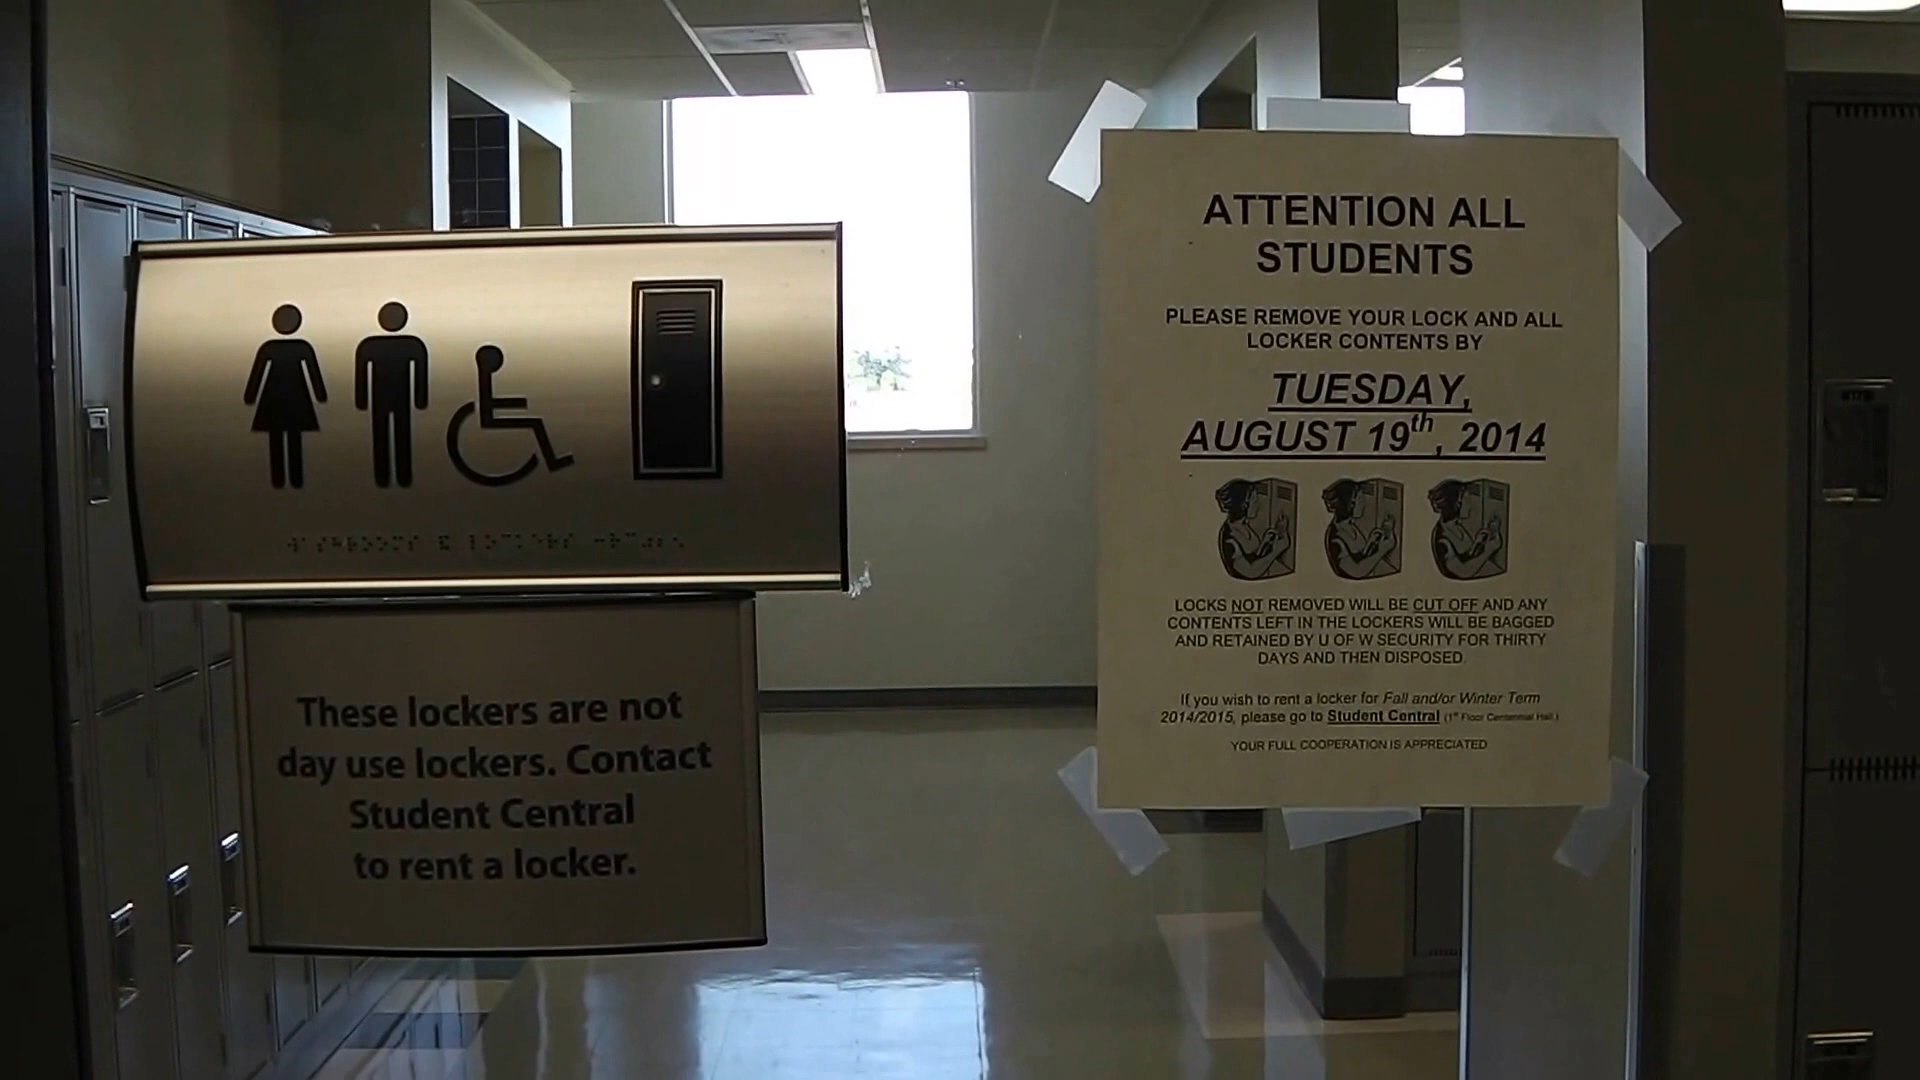 These lockers are not
day use lockers. Contact
Student Central
to rent a locker.
ATTENTION ALL
STUDENTS
PLEASE REMOVE YOUR LOCK AND ALL
LOCKER CONTENTS BY
TUESDAY,
AUGUST 19th, 2014
LOCKS NOT REMOVED WILL BE CUT OFF AND ANY
CONTENTS LEFT IN THE LOCKERS WILL BE BAGGED
AND RETAINED BY U OF W SECURITY FOR THIRTY
DAYS AND THEN DISPOSED.
If you wish to rent a locker for Fall and/or Winter Term
2014/2015, please go to Student Central (1st Floor Centennial Hall.)
YOUR FULL COOPERATION IS APPRECIATED